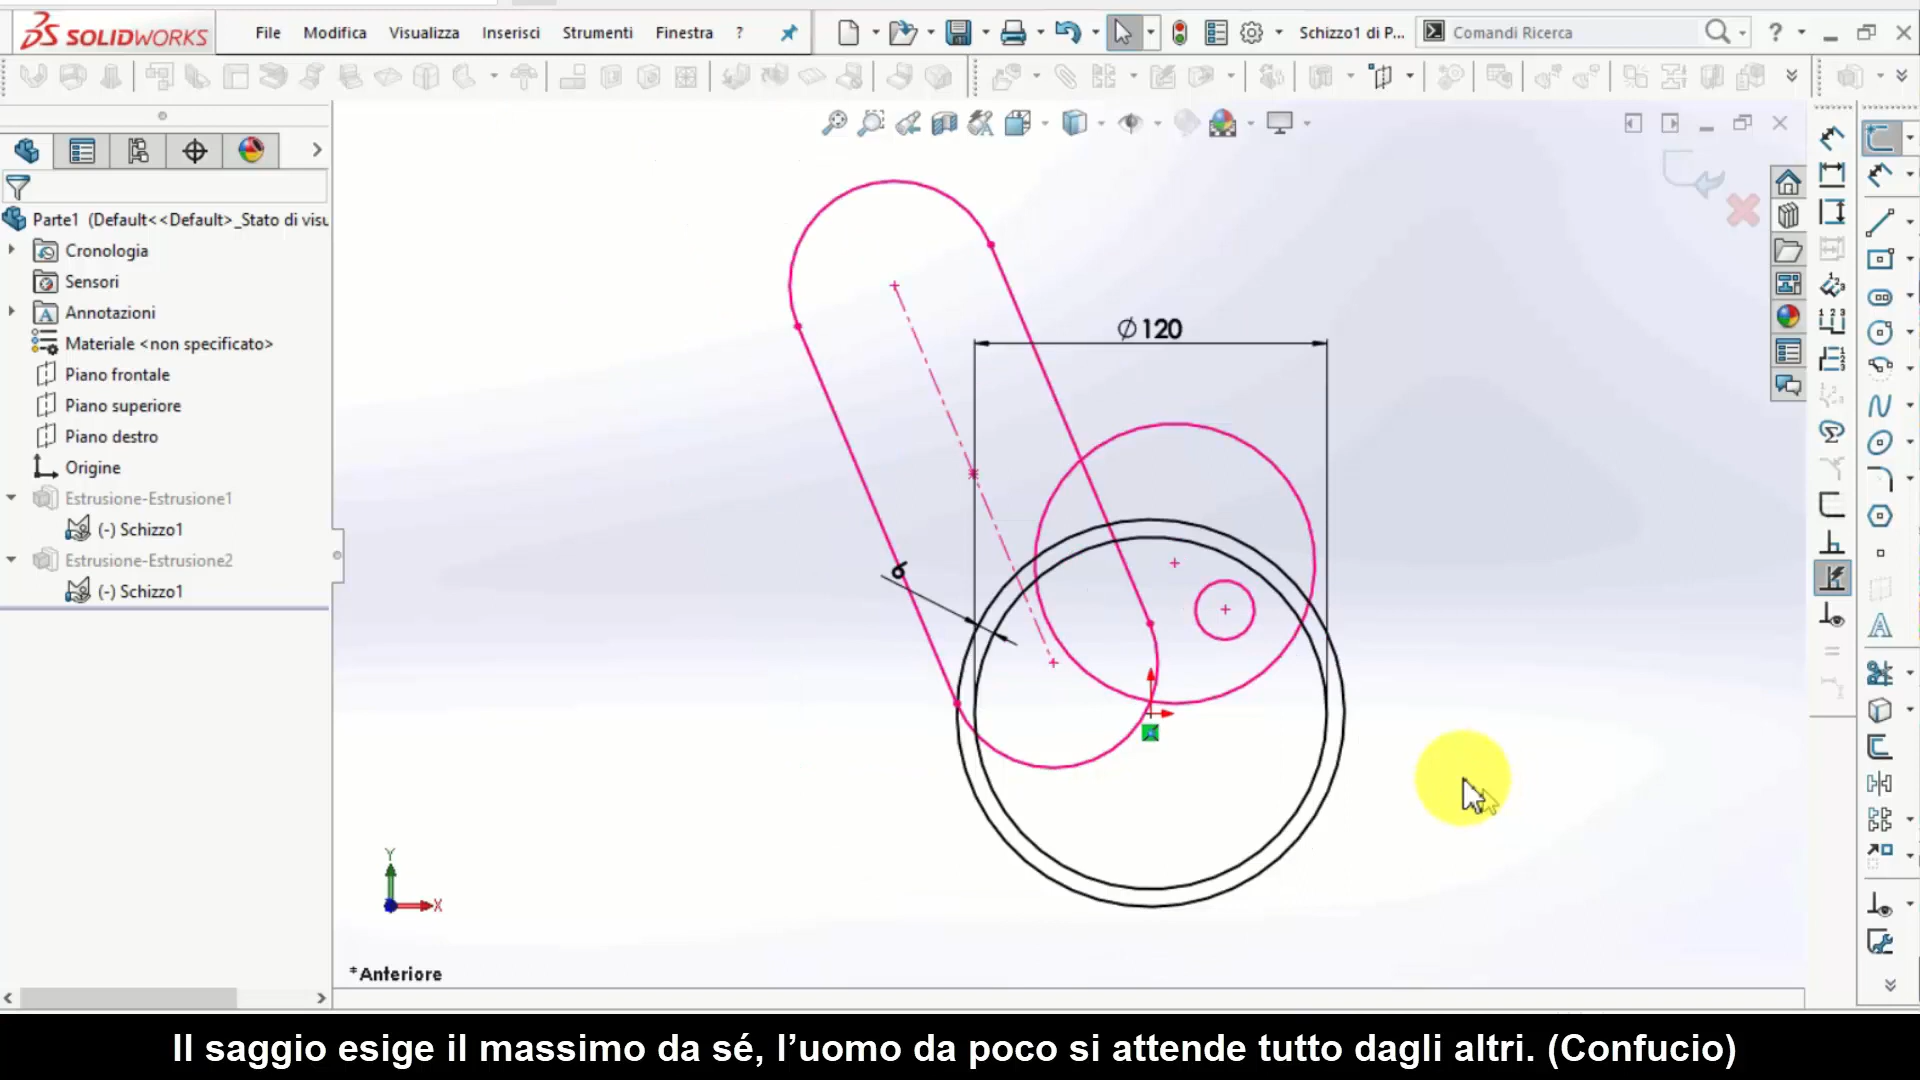 SOLIDWORKS
File Modifica Visualizza Inserisci Strumenti Finestra ?
Schizzo1 di P...
Comandi Ricerca
?
Parte1 (Default<<Default>_Stato di visu
Cronologia
Sensori
Annotazioni
Materiale <non specificato>
Piano frontale
Piano superiore
Piano destro
Origine
Estrusione-Estrusione1
(-) Schizzo1
Estrusione-Estrusione2
(-) Schizzo1
∅120
6
Y
X
*Anteriore
Il saggio esige il massimo da sé, l’uomo da poco si attende tutto dagli altri. (Confucio)